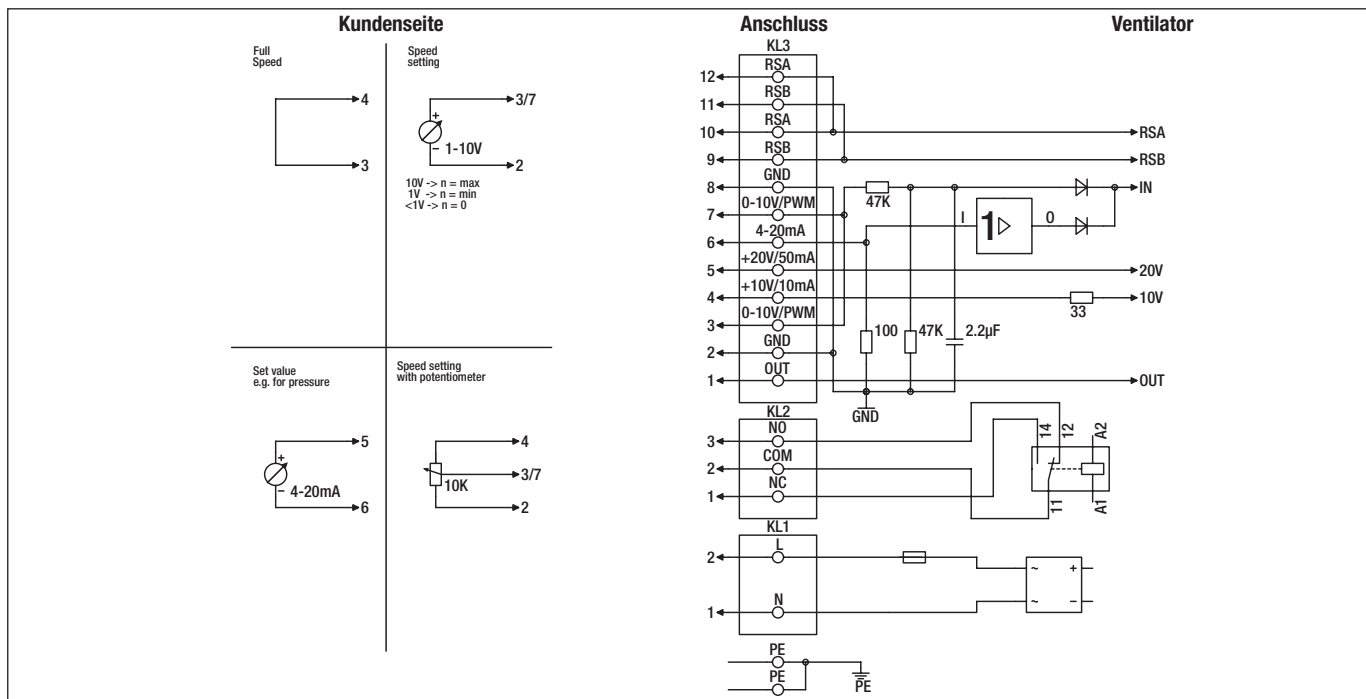 Kundenseite
Anschluss
Ventilator
Full
Speed
4
3
Speed
setting
3/7
+
− 1-10V
2
10V -> n = max
1V -> n = min
<1V -> n = 0
Set value
e.g. for pressure
5
+
− 4-20mA
6
Speed setting
with potentiometer
4
3/7
10K
2
KL3
12 RSA
11 RSB
10 RSA RSA
9 RSB RSB
8 GND 47K IN
7 0-10V/PWM I 1 O
6 4-20mA
5 +20V/50mA 20V
4 +10V/10mA 33 10V
3 0-10V/PWM 100 47K 2.2µF
2 GND
1 OUT OUT
GND
KL2
3 NO 14 12 A2
2 COM
1 NC 11 A1
KL1
2 L ~ +
1 N ~ −
PE
PE PE